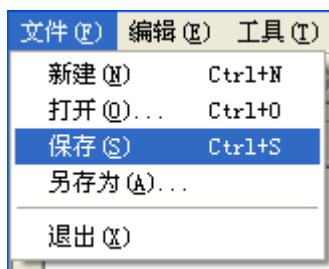 文件(F) 编辑(E) 工具(T)
新建(N) Ctrl+N
打开(O)... Ctrl+O
保存(S) Ctrl+S
另存为(A)...
退出(X)